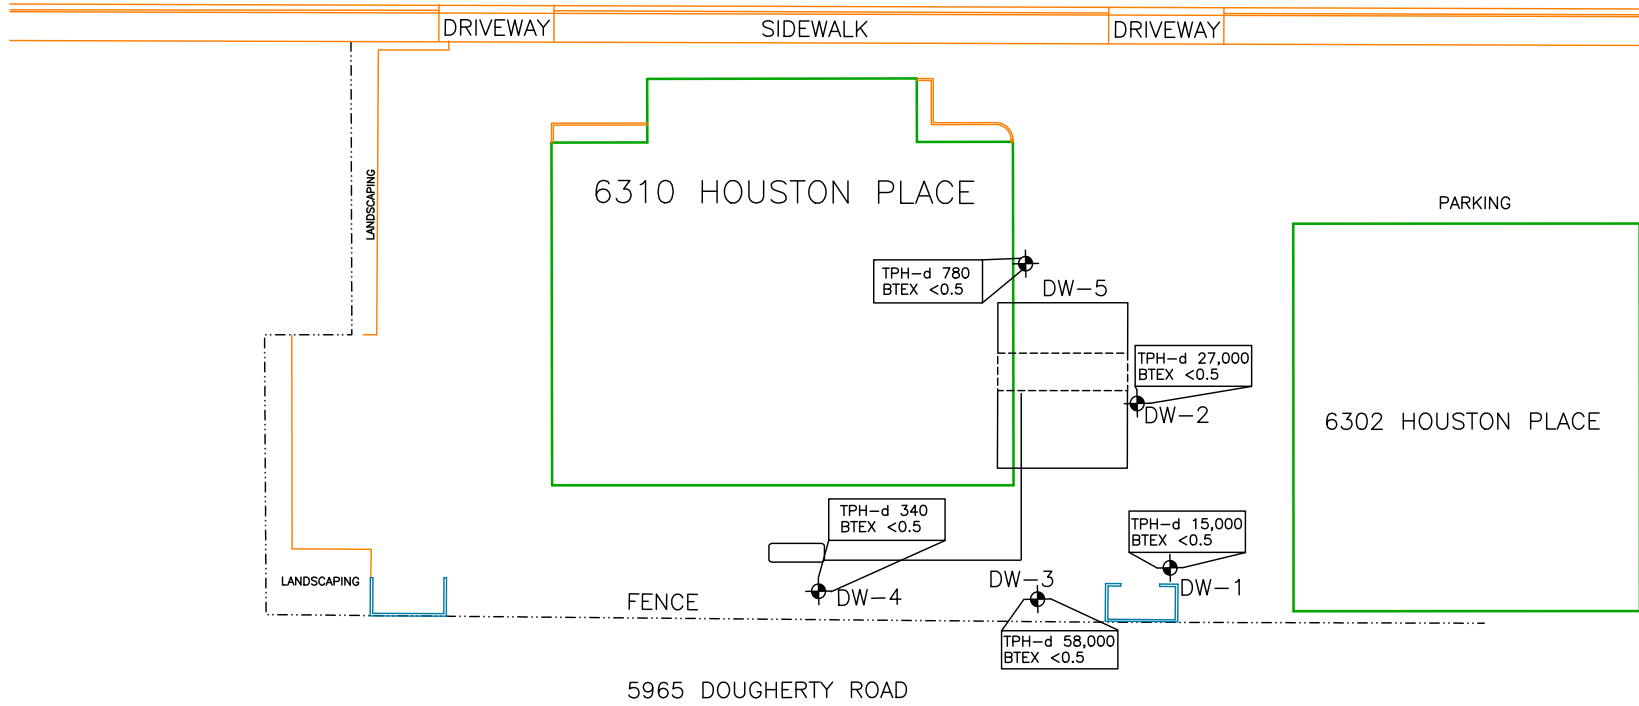 DRIVEWAY
SIDEWALK
DRIVEWAY
LANDSCAPING
6310 HOUSTON PLACE
PARKING
TPH-d 780
BTEX <0.5
DW-5
TPH-d 27,000
BTEX <0.5
DW-2
6302 HOUSTON PLACE
TPH-d 340
BTEX <0.5
TPH-d 15,000
BTEX <0.5
LANDSCAPING
DW-3
DW-1
FENCE
DW-4
TPH-d 58,000
BTEX <0.5
5965 DOUGHERTY ROAD